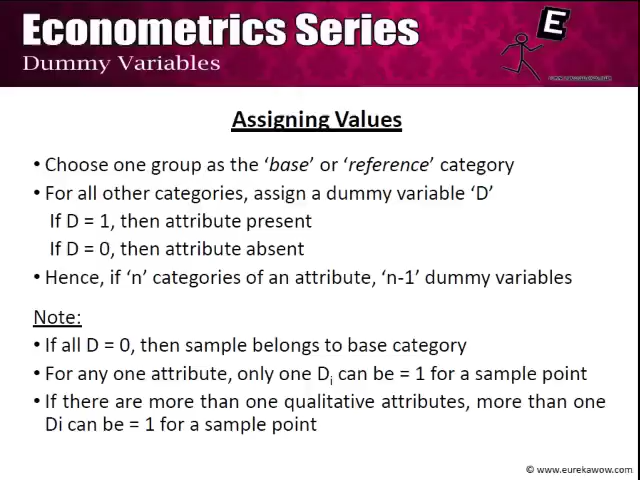 Econometrics Series
Dummy Variables
E
Assigning Values
• Choose one group as the ‘base’ or ‘reference’ category
• For all other categories, assign a dummy variable ‘D’
If D = 1, then attribute present
If D = 0, then attribute absent
• Hence, if ‘n’ categories of an attribute, ‘n-1’ dummy variables
Note:
• If all D = 0, then sample belongs to base category
• For any one attribute, only one Di can be = 1 for a sample point
• If there are more than one qualitative attributes, more than one
Di can be = 1 for a sample point
© www.eurekawow.com